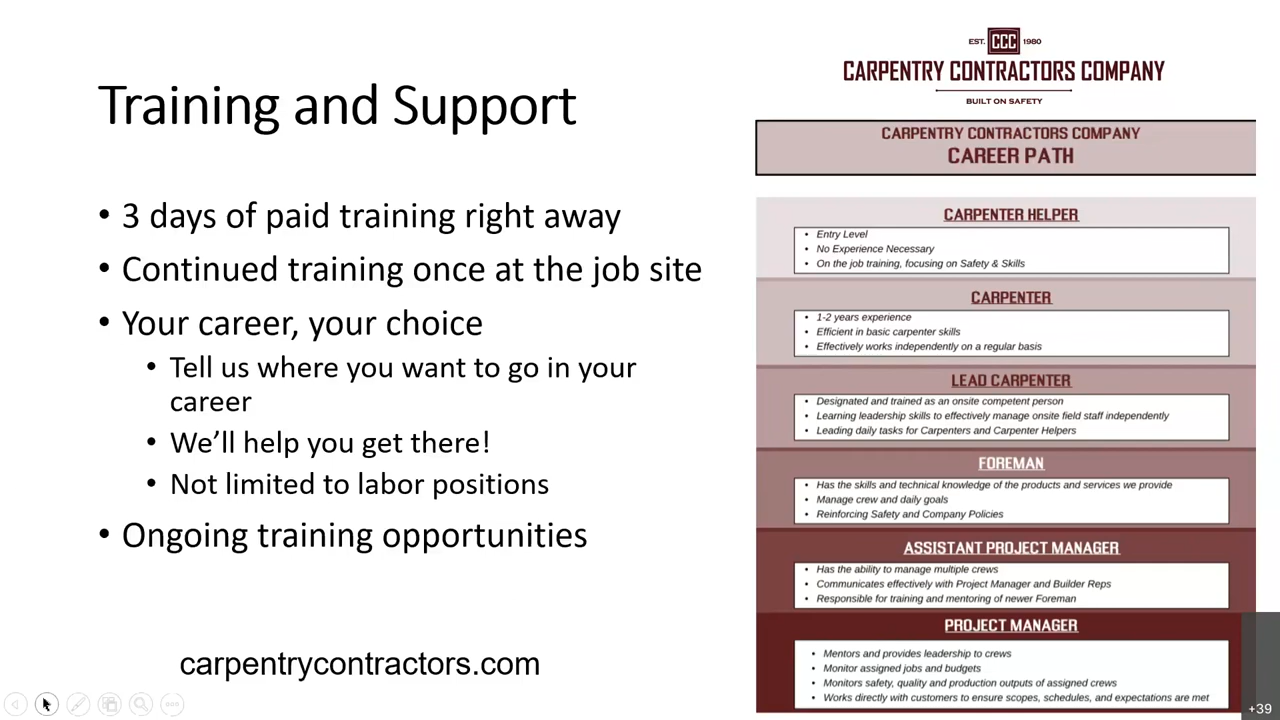 Training and Support
• 3 days of paid training right away
• Continued training once at the job site
• Your career, your choice
• Tell us where you want to go in your
career
• We’ll help you get there!
• Not limited to labor positions
• Ongoing training opportunities
carpentrycontractors.com
EST. CCC 1980
CARPENTRY CONTRACTORS COMPANY
BUILT ON SAFETY
CARPENTRY CONTRACTORS COMPANY
CAREER PATH
CARPENTER HELPER
• Entry Level
• No Experience Necessary
• On the job training, focusing on Safety & Skills
CARPENTER
• 1-2 years experience
• Efficient in basic carpenter skills
• Effectively works independently on a regular basis
LEAD CARPENTER
• Designated and trained as an onsite competent person
• Learning leadership skills to effectively manage onsite field staff independently
• Leading daily tasks for Carpenters and Carpenter Helpers
FOREMAN
• Has the skills and technical knowledge of the products and services we provide
• Manage crew and daily goals
• Reinforcing Safety and Company Policies
ASSISTANT PROJECT MANAGER
• Has the ability to manage multiple crews
• Communicates effectively with Project Manager and Builder Reps
• Responsible for training and mentoring of newer Foreman
PROJECT MANAGER
• Mentors and provides leadership to crews
• Monitor assigned jobs and budgets
• Monitors safety, quality and production outputs of assigned crews
• Works directly with customers to ensure scopes, schedules, and expectations are met
+39